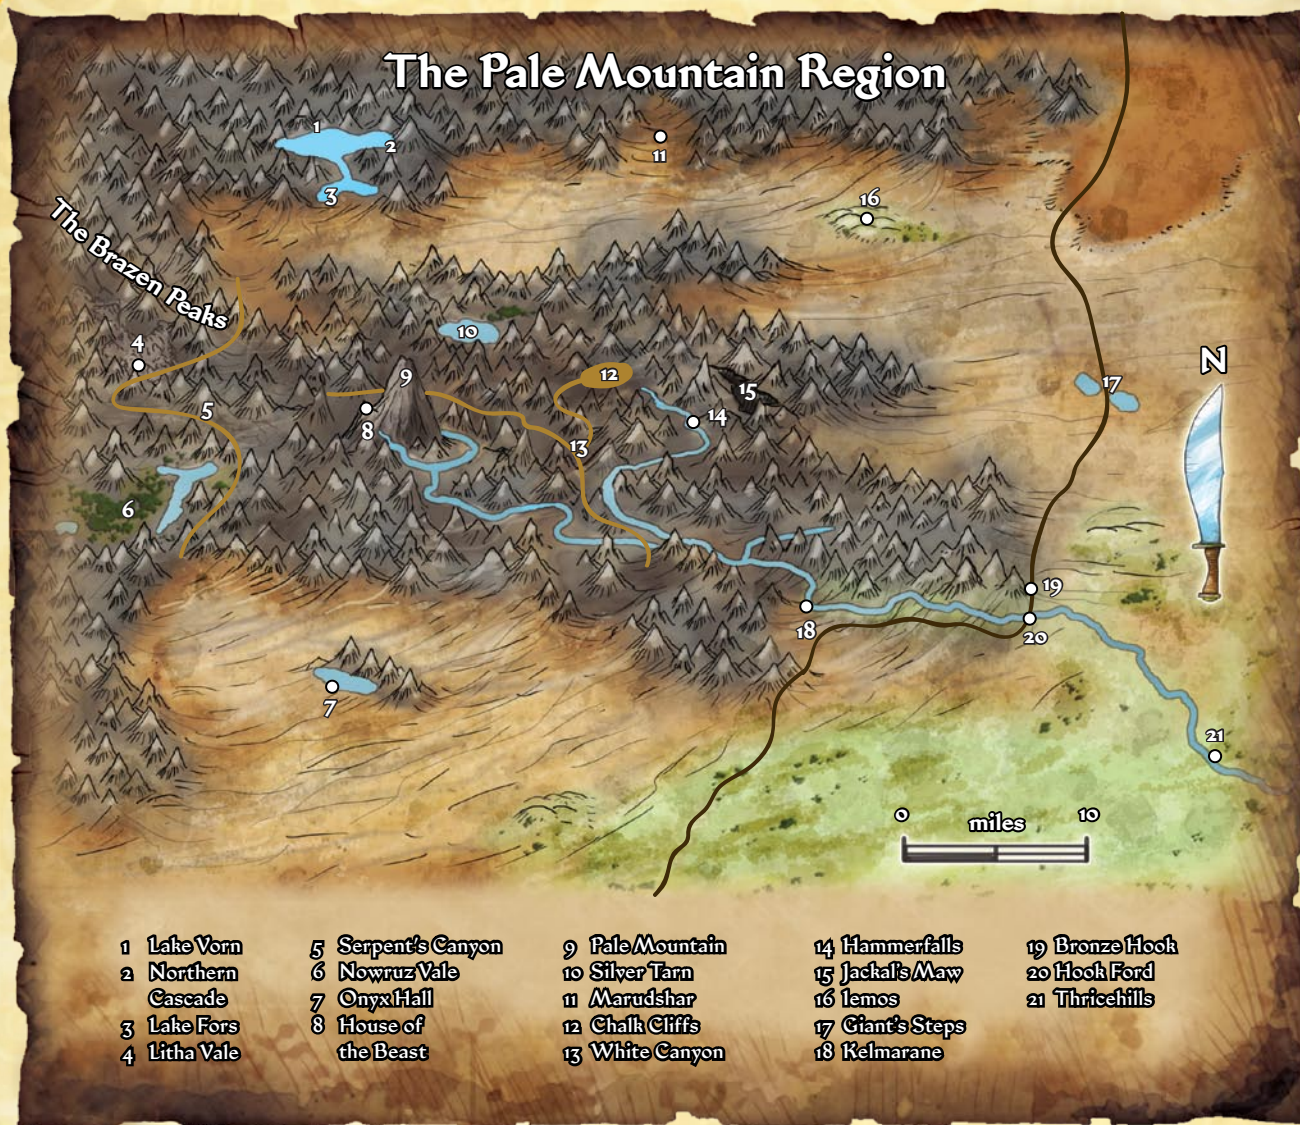 The Pale Mountain Region
1
2
11
3
16
The Brazen Peaks
10
4
N
9
12
17
15
5
14
8
13
6
19
18
20
7
21
0
miles
10
1 Lake Vorn
2 Northern
Cascade
3 Lake Fors
4 Litha Vale
5 Serpent's Canyon
6 Nowruz Vale
7 Onyx Hall
8 House of
the Beast
9 Pale Mountain
10 Silver Tarn
11 Marudshar
12 Chalk Cliffs
13 White Canyon
14 Hammerfalls
15 Jackal's Maw
16 Iemos
17 Giant's Steps
18 Kelmarane
19 Bronze Hook
20 Hook Ford
21 Thricehills